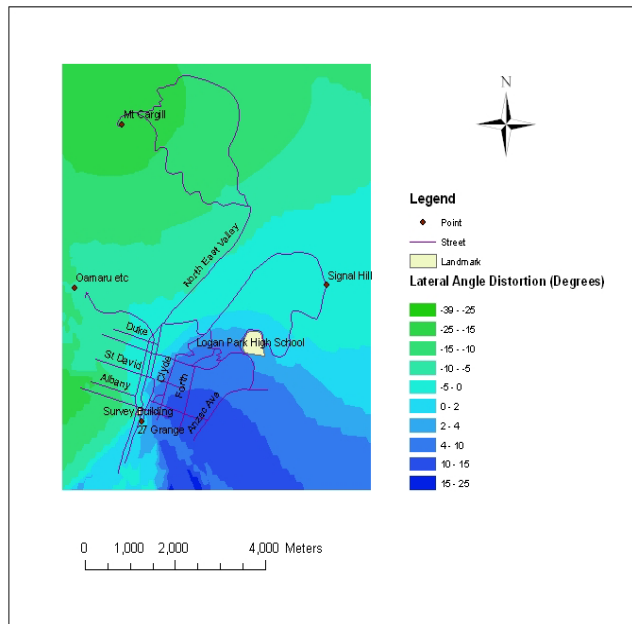 Mt Cargill
North East Valley
Oamaru etc
Signal Hill
Duke
Logan Park High School
St David
Clyde
Forth
Albany
Anzac Ava
Survey Building
27 Grange
0 1,000 2,000 4,000 Meters
N
Legend
Point
Street
Landmark
Lateral Angle Distortion (Degrees)
-39 - -25
-25 - -15
-15 - -10
-10 - -5
-5 - 0
0 - 2
2 - 4
4 - 10
10 - 15
15 - 25